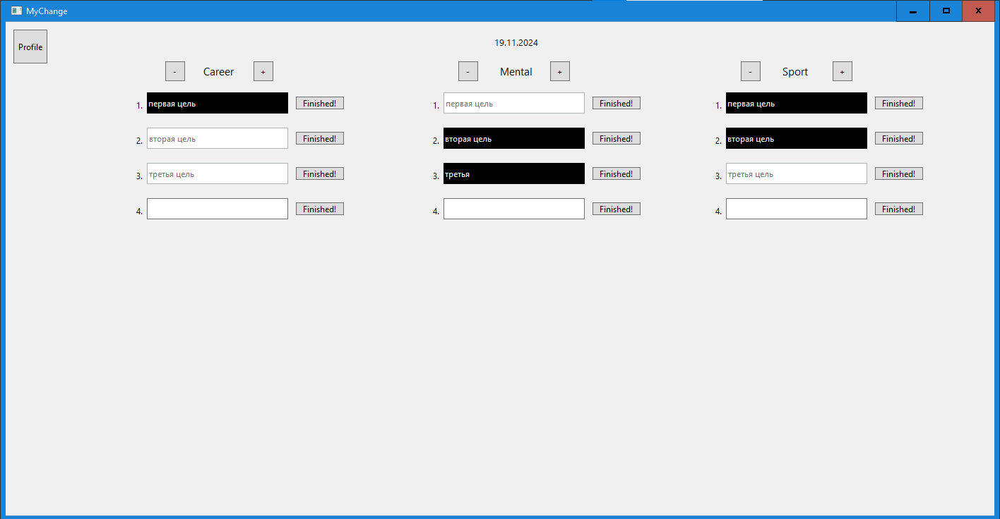 MyChange
Profile
19.11.2024
- Career + - Mental + - Sport +
1. первая цель Finished! 1. первая цель Finished! 1. первая цель Finished!
2. вторая цель Finished! 2. вторая цель Finished! 2. вторая цель Finished!
3. третья цель Finished! 3. третья Finished! 3. третья цель Finished!
4. Finished! 4. Finished! 4. Finished!